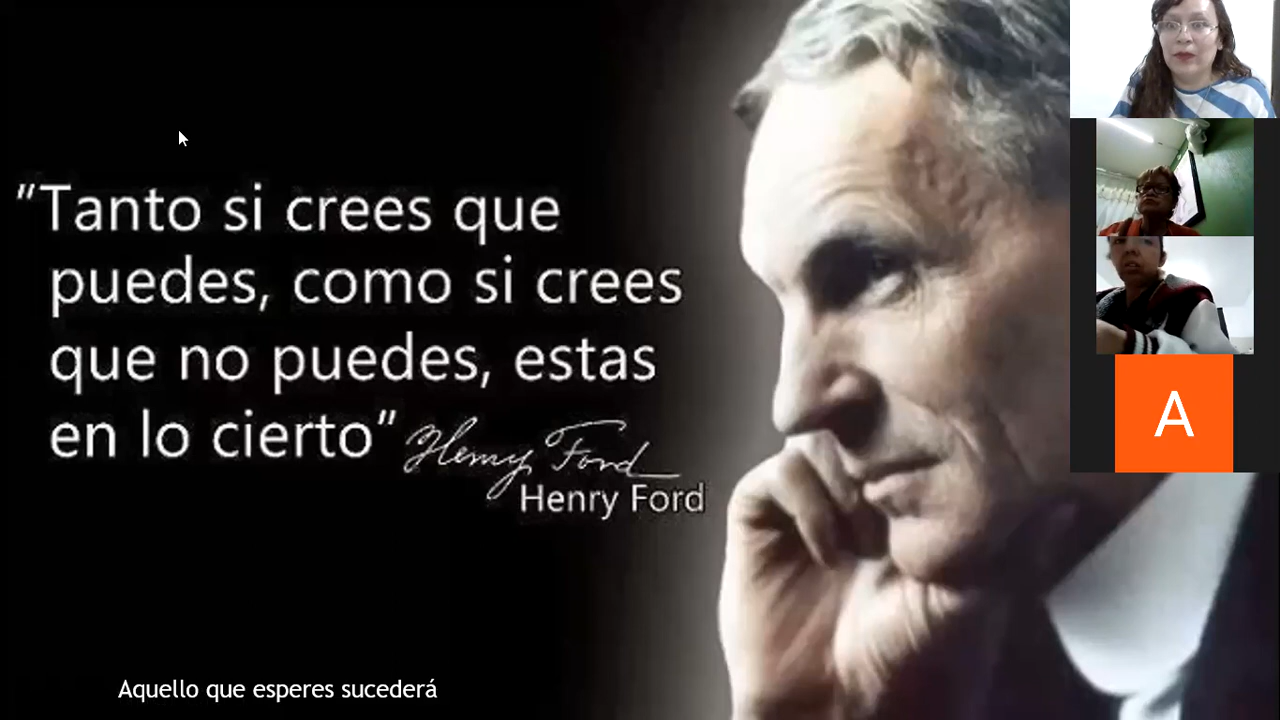 "Tanto si crees que
puedes, como si crees
que no puedes, estas
en lo cierto"
Henry Ford
Henry Ford
A
Aquello que esperes sucederá